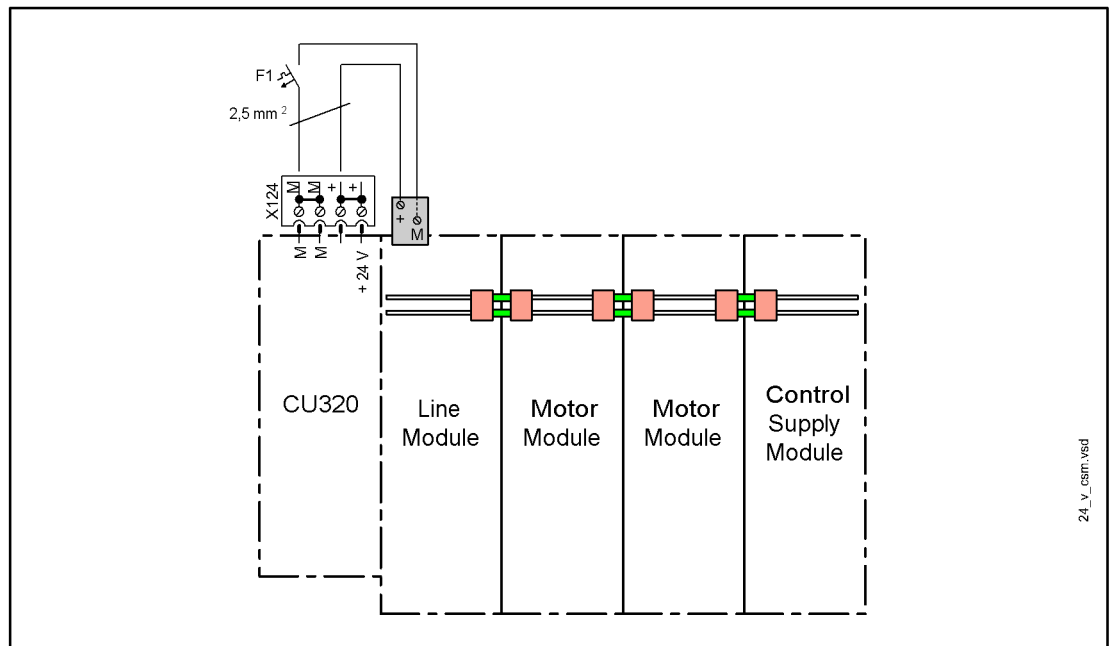 F1
2,5 mm ²
X124
M M + +
+
M
M M + 24 V
CU320
Line
Module
Motor
Module
Motor
Module
Control
Supply
Module
24_v_csm.vsd